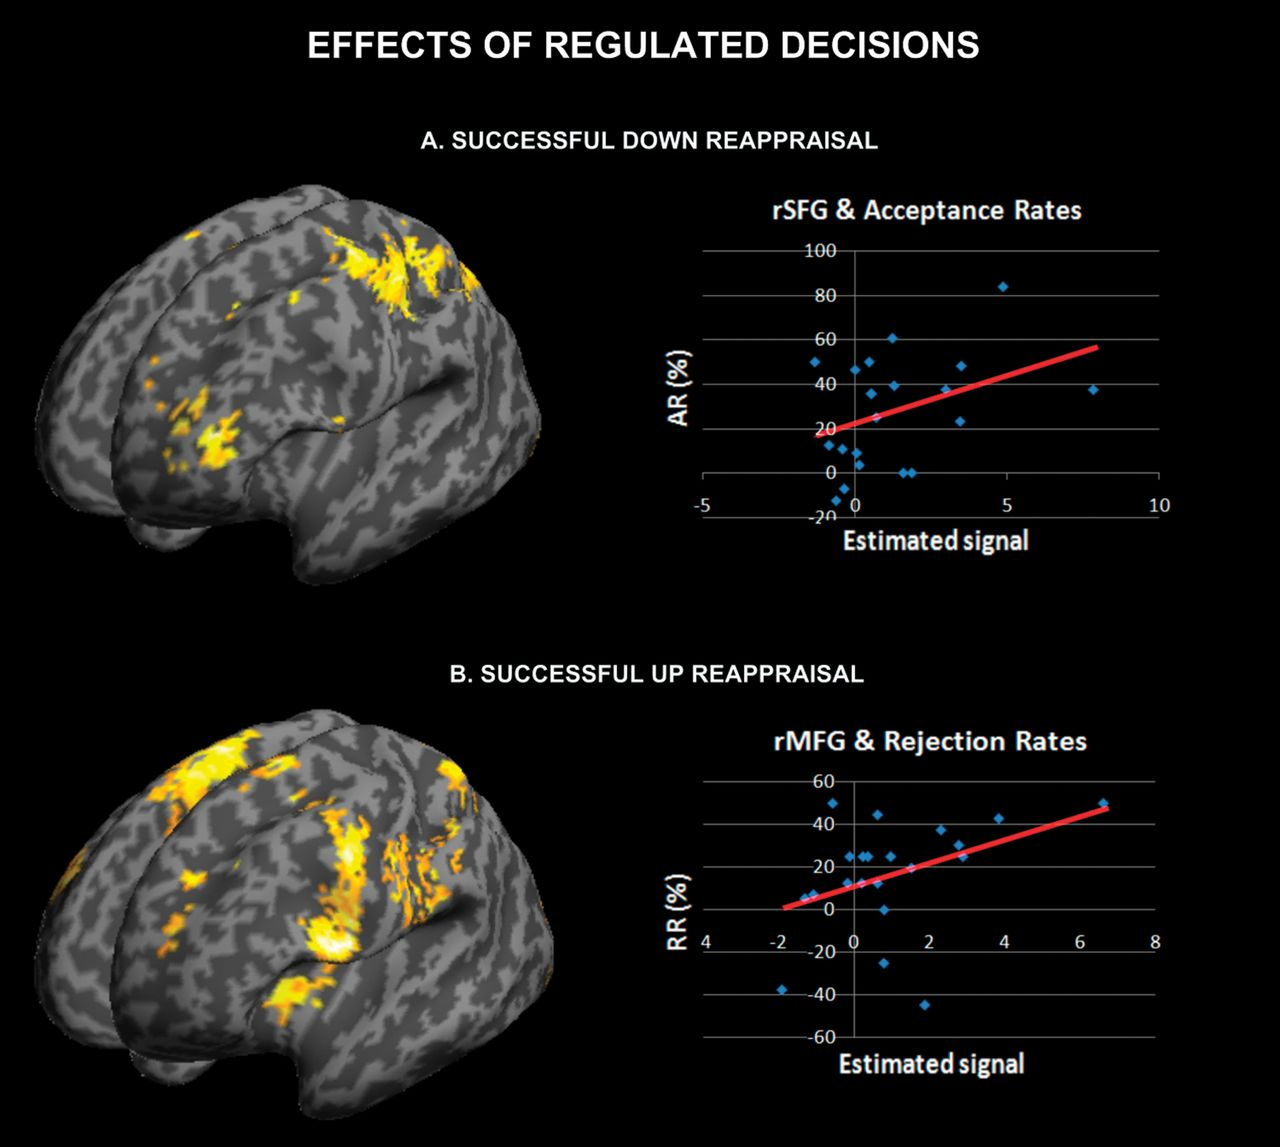 EFFECTS OF REGULATED DECISIONS
A. SUCCESSFUL DOWN REAPPRAISAL
rSFG & Acceptance Rates
100
80
60
40
20
0
-5 0 5 10
-20
AR (%)
Estimated signal
B. SUCCESSFUL UP REAPPRAISAL
rMFG & Rejection Rates
60
40
20
0
4 -2 0 2 4 6 8
-20
-40
-60
RR (%)
Estimated signal